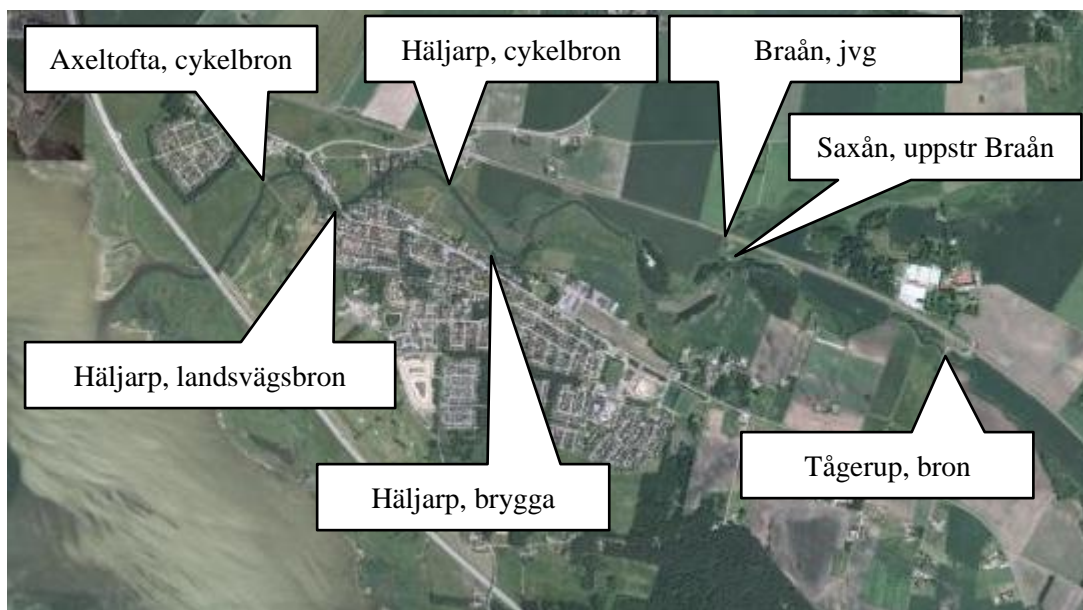 Axeltofta, cykelbron
Häljarp, cykelbron
Braån, jvg
Saxån, uppstr Braån
Häljarp, landsvägsbron
Häljarp, brygga
Tågerup, bron